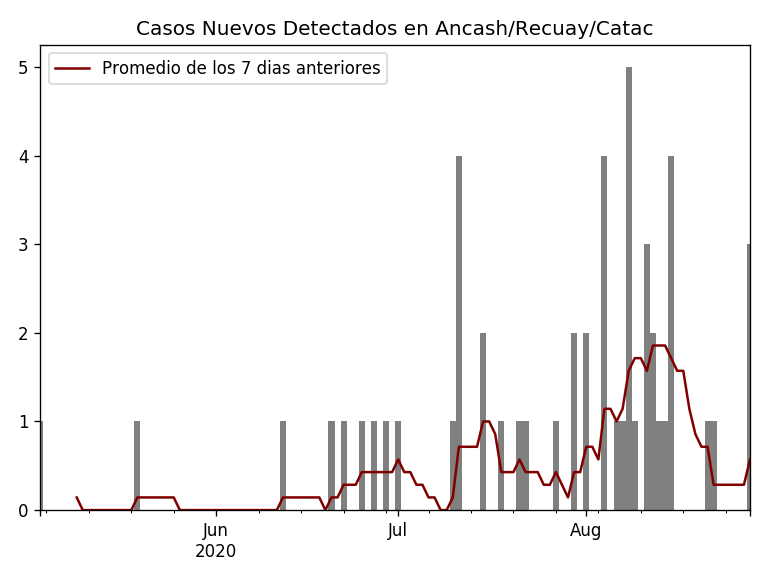 Casos Nuevos Detectados en Ancash/Recuay/Catac
Promedio de los 7 dias anteriores
5
4
3
2
1
0
Jun
2020
Jul
Aug